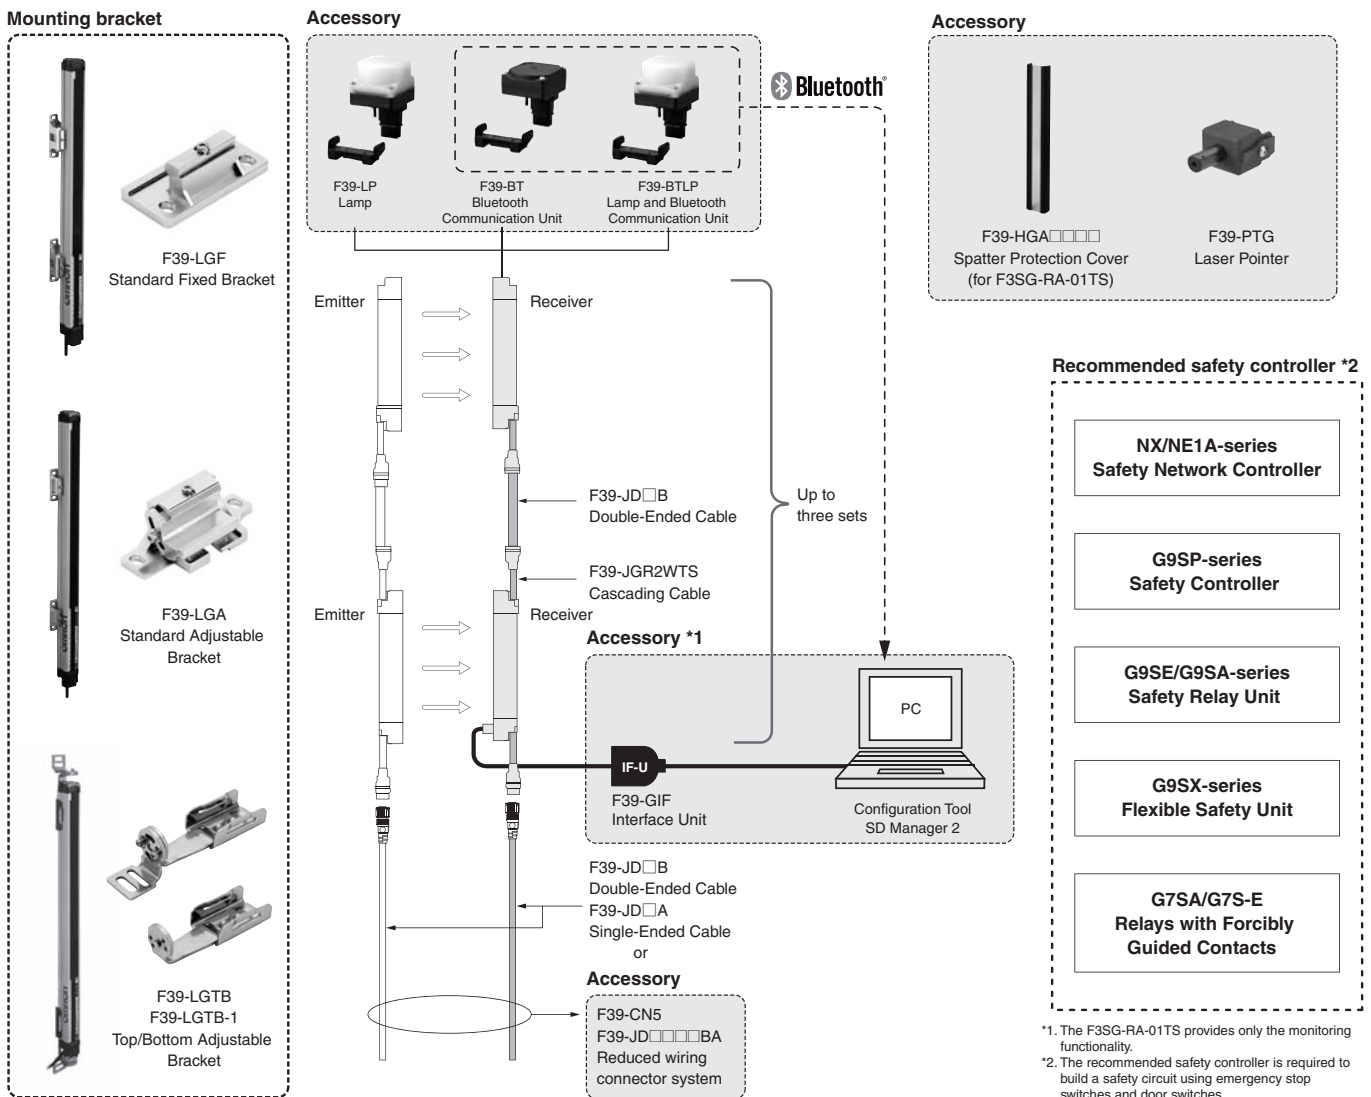 Mounting bracket
F39-LGF
Standard Fixed Bracket
F39-LGA
Standard Adjustable
Bracket
F39-LGTB
F39-LGTB-1
Top/Bottom Adjustable
Bracket
Accessory
F39-LP
Lamp
F39-BT
Bluetooth
Communication Unit
F39-BTLP
Lamp and Bluetooth
Communication Unit
Bluetooth®
Emitter
Receiver
F39-JD□B
Double-Ended Cable
Up to
three sets
F39-JGR2WTS
Cascading Cable
Emitter
Receiver
Accessory *1
IF-U
F39-GIF
Interface Unit
PC
Configuration Tool
SD Manager 2
F39-JD□B
Double-Ended Cable
F39-JD□A
Single-Ended Cable
or
Accessory
F39-CN5
F39-JD□□□□BA
Reduced wiring
connector system
Accessory
F39-HGA□□□□
Spatter Protection Cover
(for F3SG-RA-01TS)
F39-PTG
Laser Pointer
Recommended safety controller *2
NX/NE1A-series
Safety Network Controller
G9SP-series
Safety Controller
G9SE/G9SA-series
Safety Relay Unit
G9SX-series
Flexible Safety Unit
G7SA/G7S-E
Relays with Forcibly
Guided Contacts
*1. The F3SG-RA-01TS provides only the monitoring
functionality.
*2. The recommended safety controller is required to
build a safety circuit using emergency stop
switches and door switches.